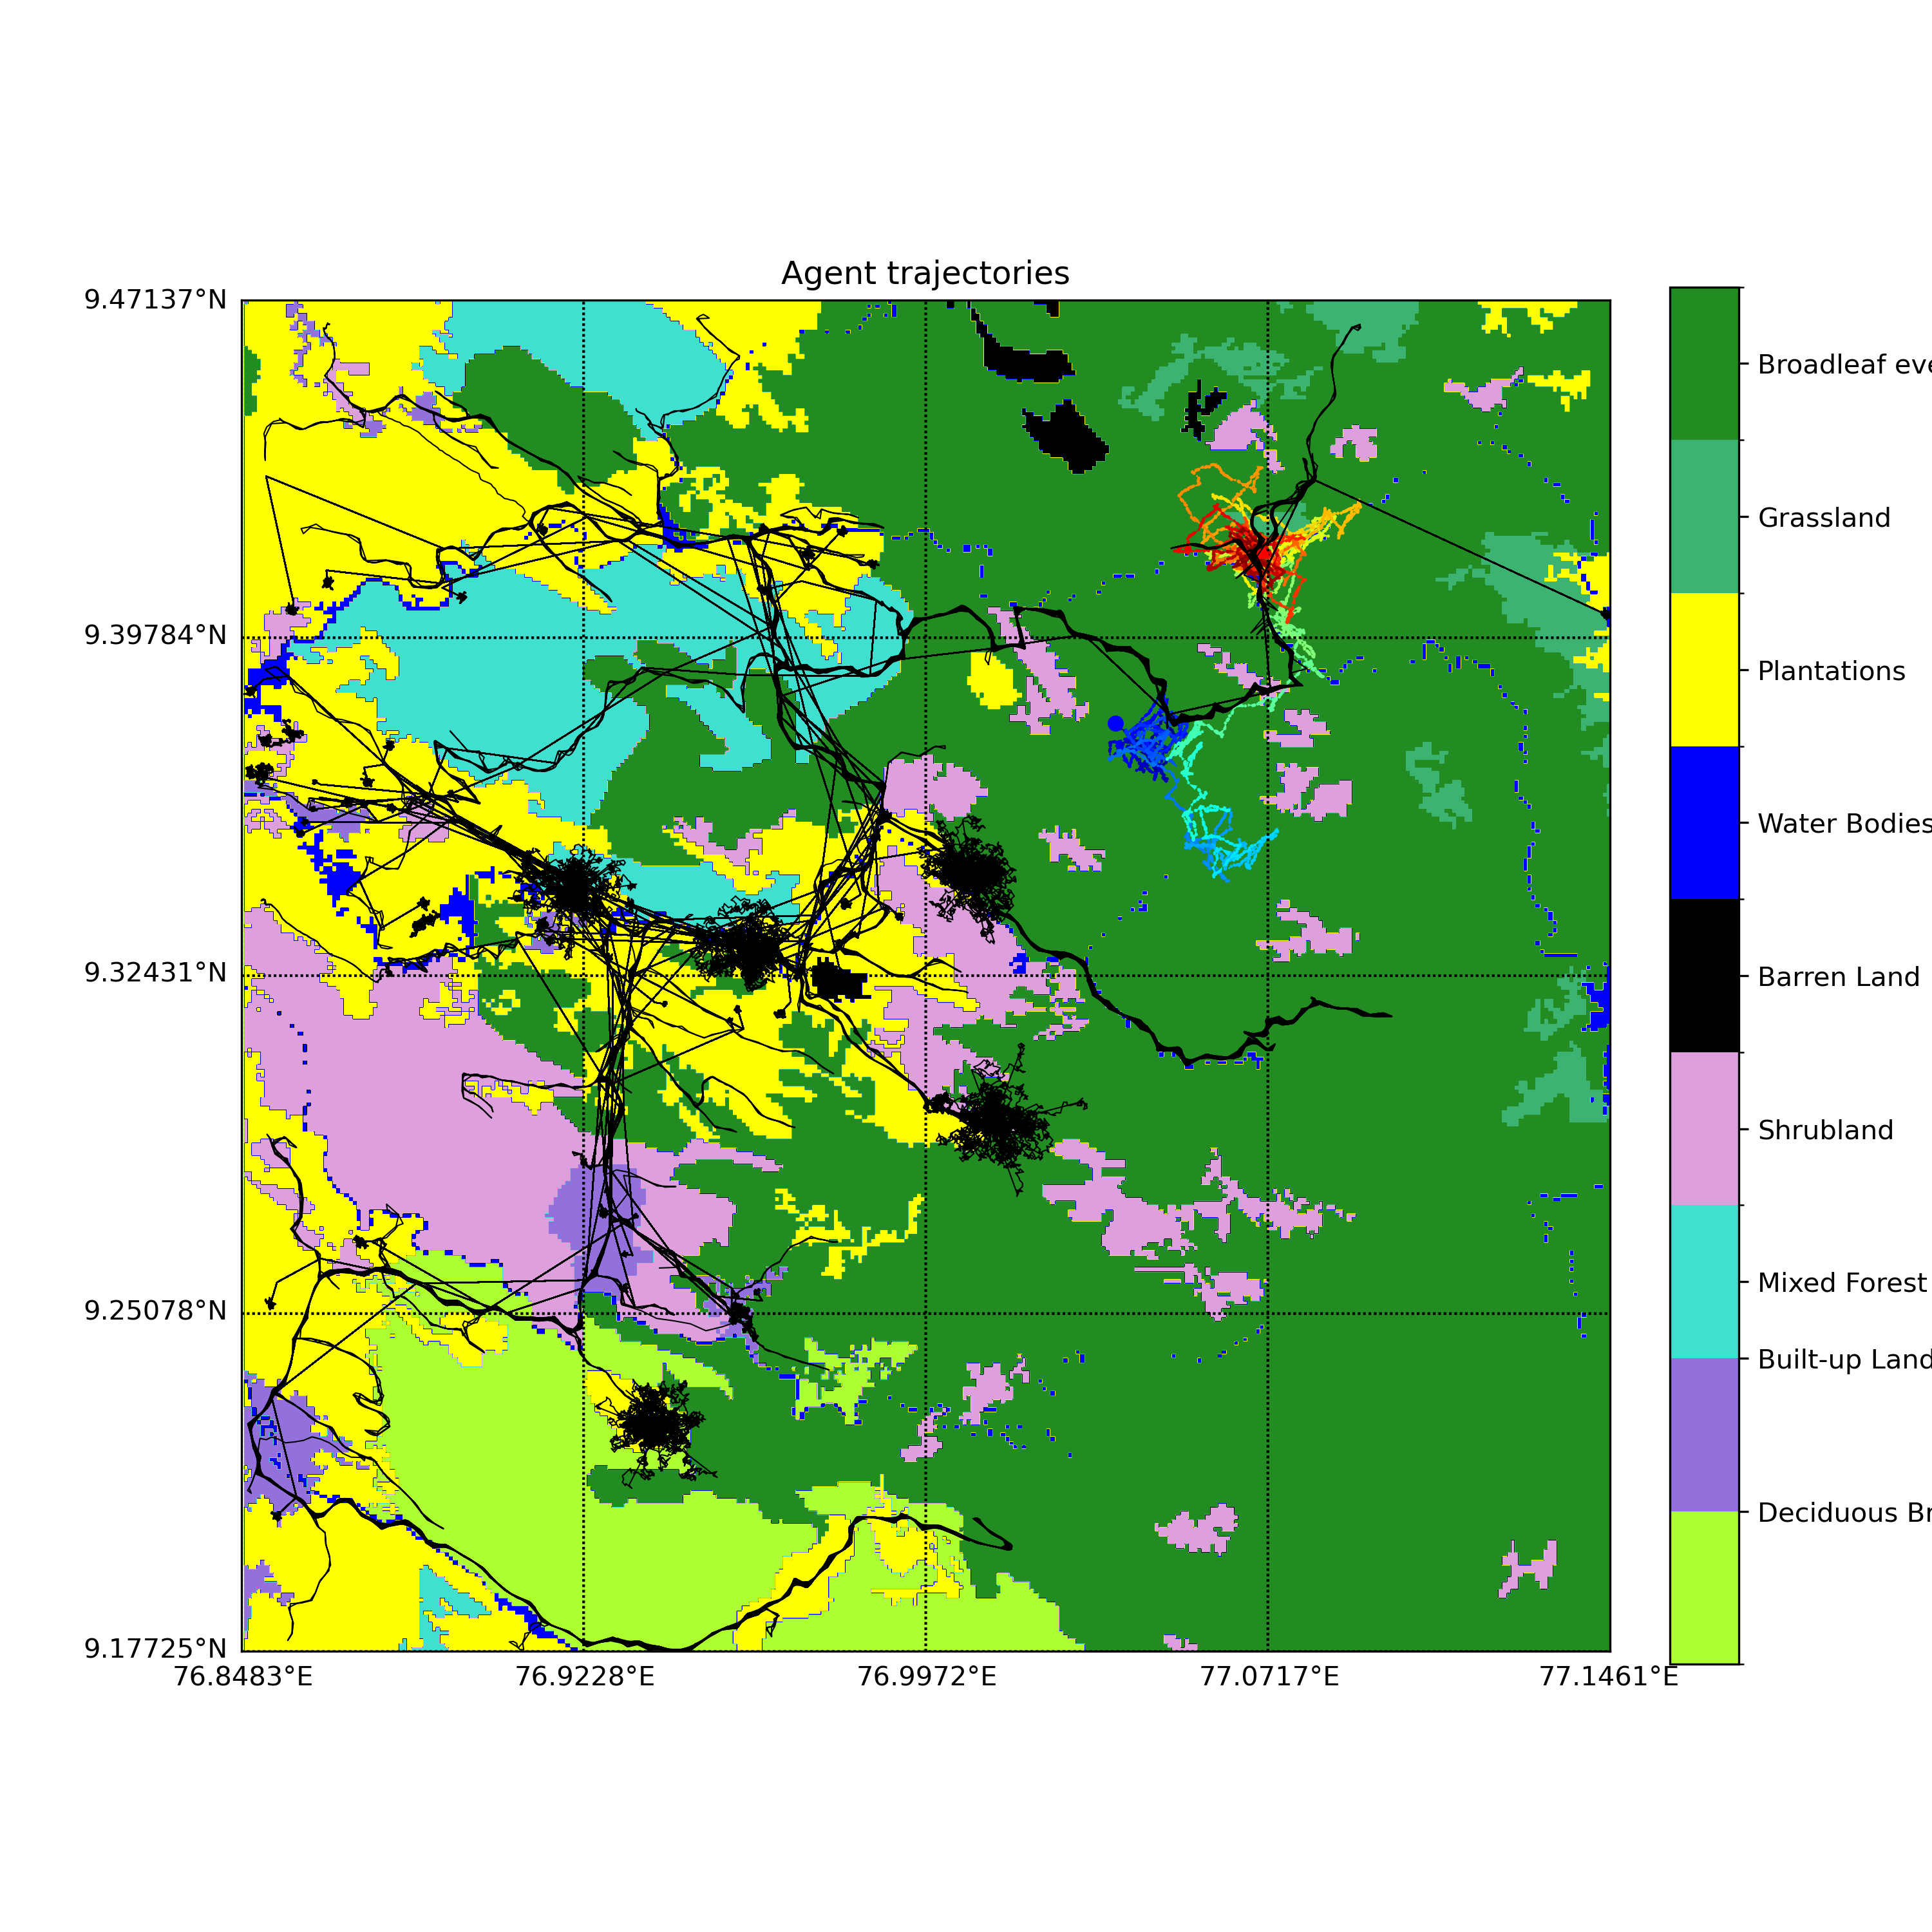 Agent trajectories
9.47137°N
9.39784°N
9.32431°N
9.25078°N
9.17725°N
76.8483°E
76.9228°E
76.9972°E
77.0717°E
77.1461°E
Broadleaf eve
Grassland
Plantations
Water Bodies
Barren Land
Shrubland
Mixed Forest
Built-up Land
Deciduous Br